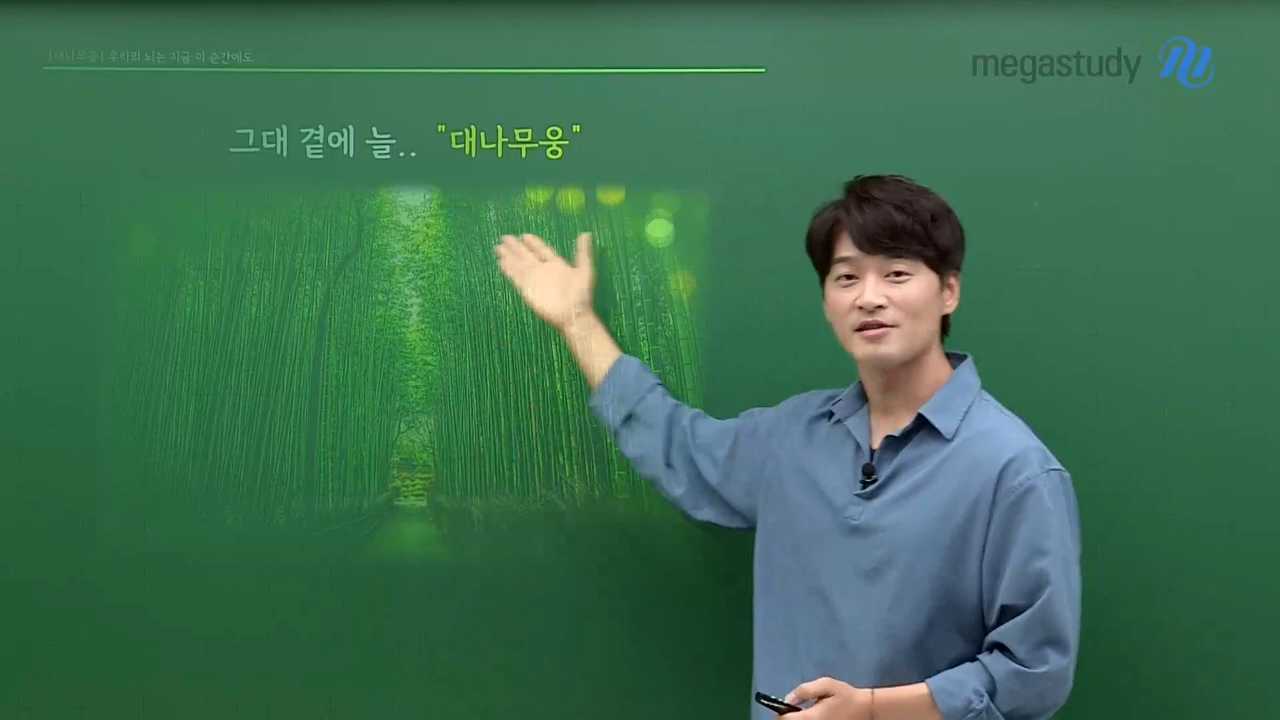 [대나무웅] 우리의 뇌는 지금 이 순간에도
megastudy
그대 곁에 늘.. "대나무웅"